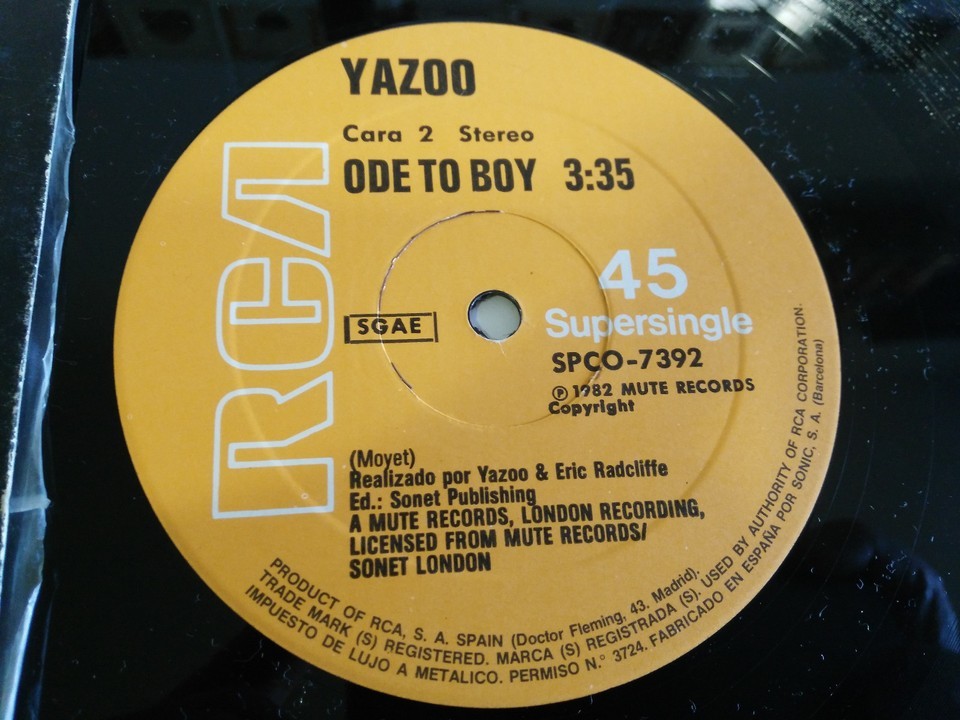 YAZOO
Cara 2 Stereo
ODE TO BOY 3:35
RCA
45
Supersingle
SGAE
SPCO-7392
Ⓟ 1982 MUTE RECORDS
Copyright
(Moyet)
Realizado por Yazoo & Eric Radcliffe
Ed.: Sonet Publishing
A MUTE RECORDS, LONDON RECORDING,
LICENSED FROM MUTE RECORDS/
SONET LONDON
PRODUCT OF RCA, S. A. SPAIN (Doctor Fleming, 43. Madrid).
TRADE MARK (S) REGISTERED. MARCA (S) REGISTRADA (S). USED BY AUTHORITY OF RCA CORPORATION.
IMPUESTO DE LUJO A METALICO. PERMISO N.° 3724. FABRICADO EN ESPAÑA POR SONIC, S. A. (Barcelona)